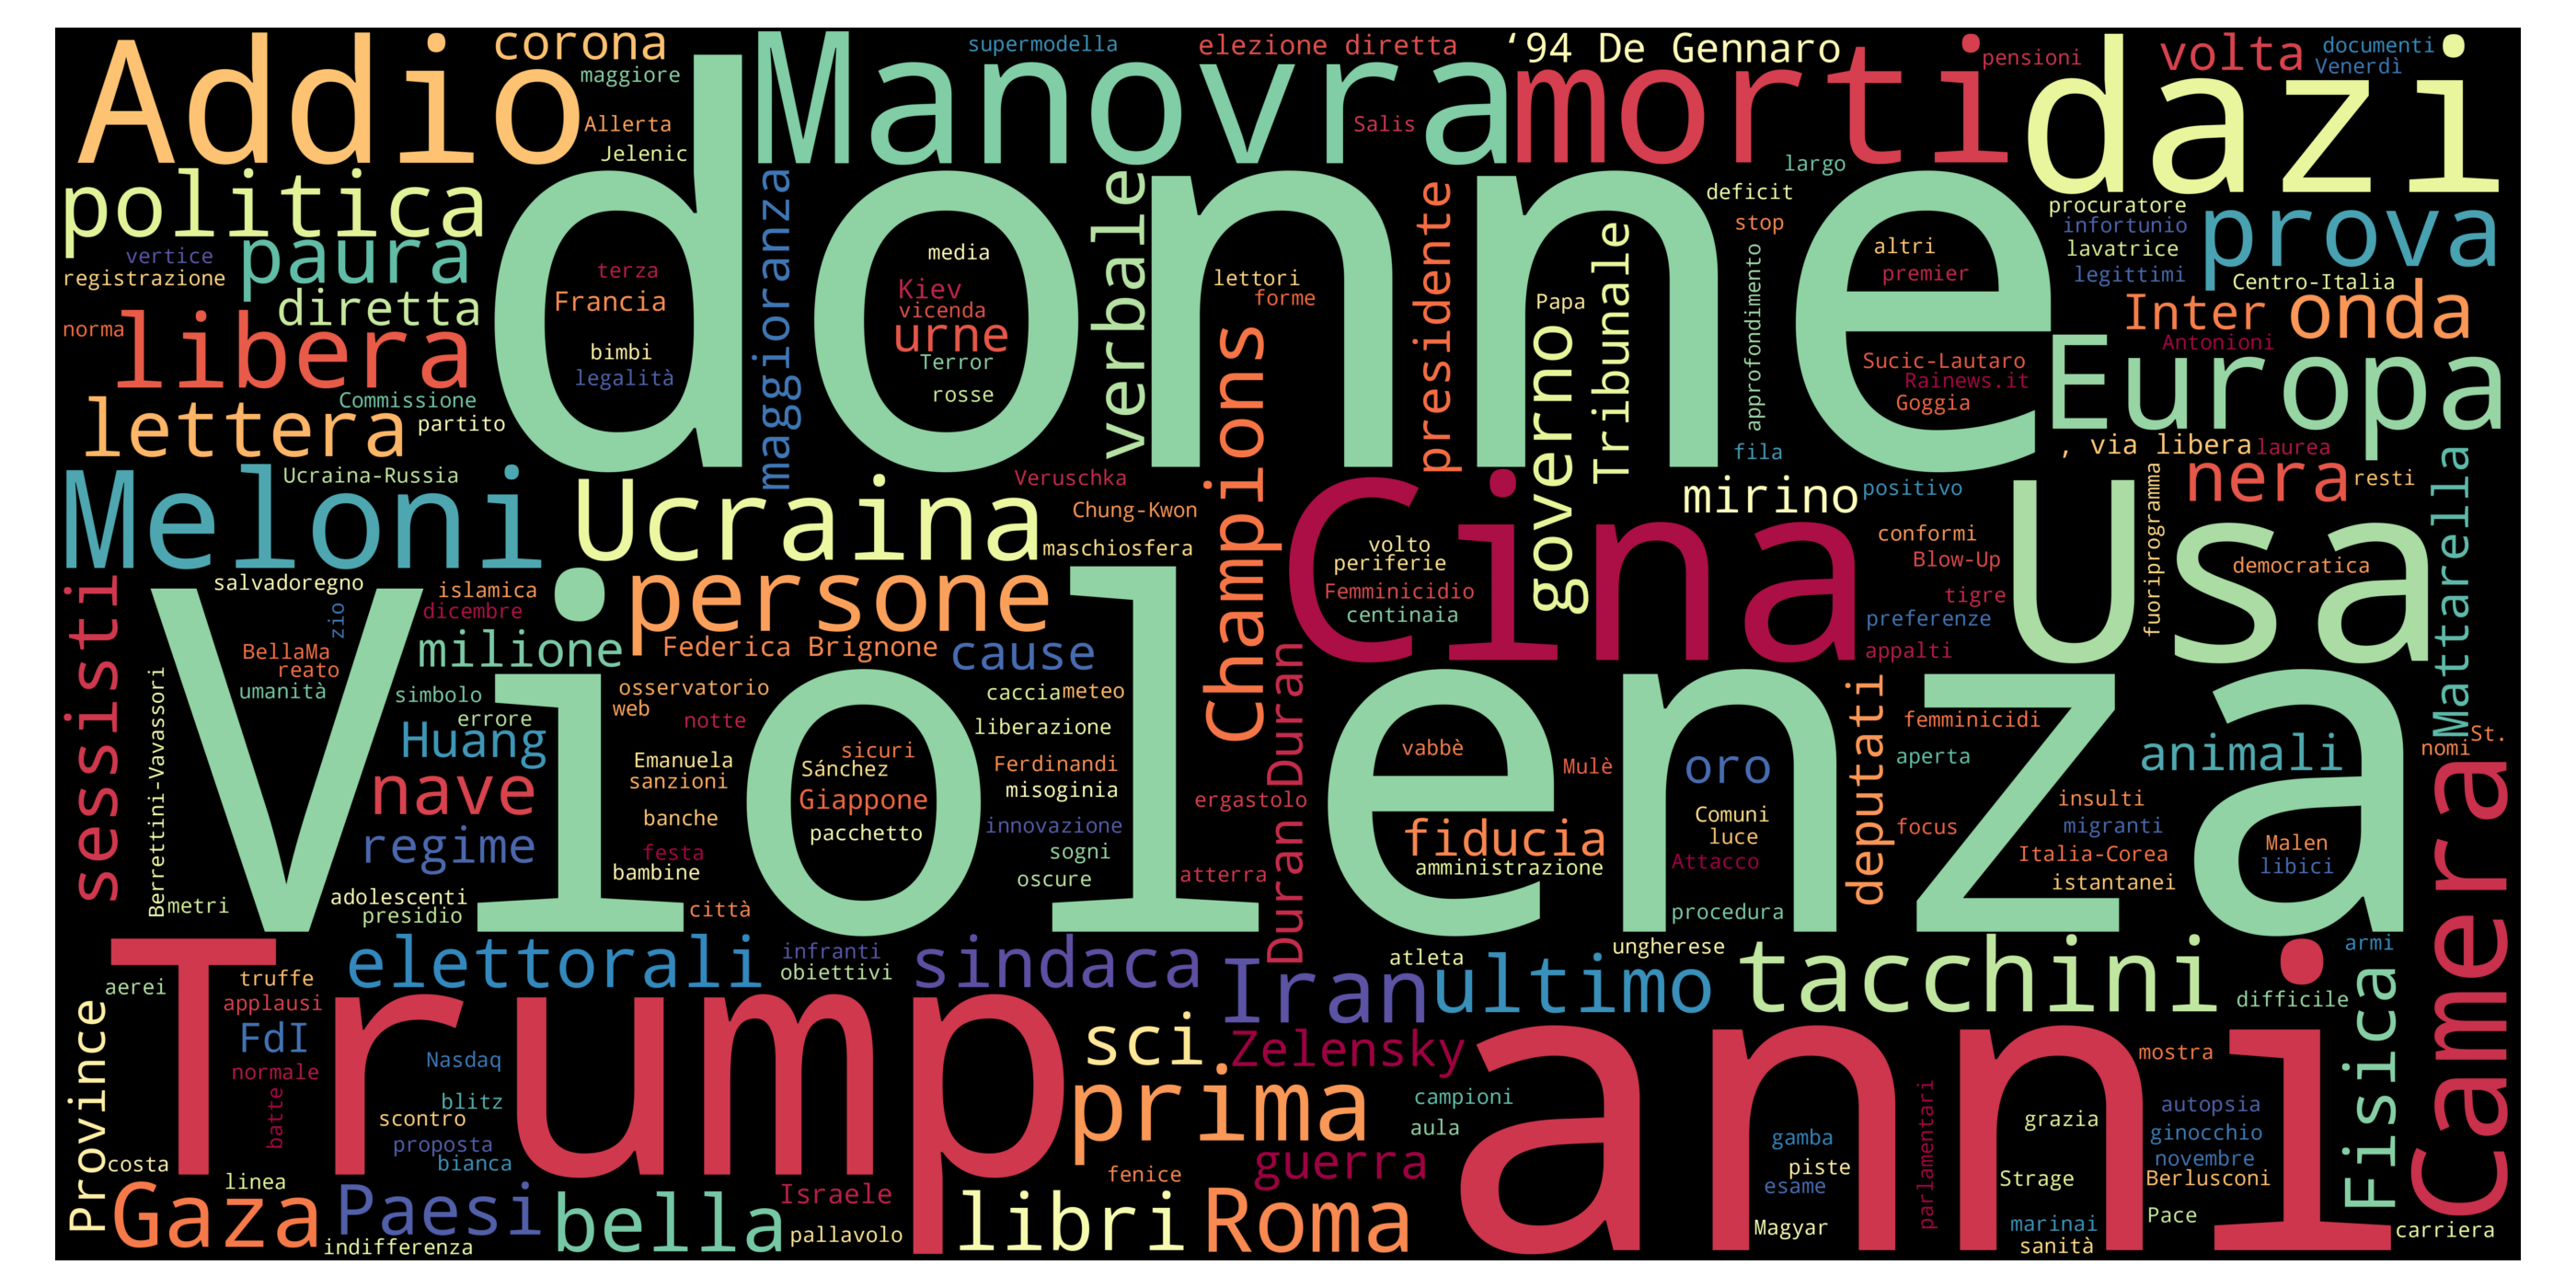 Addio
corona
maggiore
Allerta
Jelenic
Manovra
supermodella
elezione diretta
Salis
‘94 De Gennaro
morti
pensioni
largo
volta
documenti
Venerdì
dazi
politica
donne
vertice
registrazione
paura
diretta
norma
libera
Commissione
partito
lettera
Ucraina-Russia
terza
Francia
bimbi
legalità
maggioranza
media
Kiev
vicenda
urne
Terror
rosse
verbale
lettori
forme
presidente
Papa
governo
Tribunale
deficit
stop
approfondimento
fila
altri
premier
Sucic-Lautaro
Rainews.it
Goggia
procuratore
infortunio
lavatrice
legittimi
prova
Centro-Italia
Inter
onda
Antonioni
Europa
, via libera
laurea
nera
resti
Mattarella
Meloni
Ucraina
Veruschka
Chung-Kwon
maschiosfera
Champions
Cina
volto
periferie
Femminicidio
centinaia
mirino
positivo
conformi
Blow-Up
tigre
preferenze
appalti
usa
fuoriprogramma
democratica
sessisti
salvadoregno
zio
islamica
dicembre
BellaMa
reato
umanità
persone
milione
Federica Brignone
cause
Violenza
Berrettini-Vavassori
metri
simbolo
errore
Huang
nave
regime
adolescenti
presidio
osservatorio
web
notte
Emanuela
sanzioni
banche
festa
bambine
città
sicuri
Sánchez
Giappone
pacchetto
caccia
meteo
liberazione
Ferdinandi
misoginia
innovazione
sogni
oscure
ergastolo
atterra
Duran Duran
vabbè
Mulè
fiducia
amministrazione
oro
Comuni
luce
Attacco
procedura
deputati
femminicidi
aperta
focus
animali
nomi
St.
insulti
migranti
Italia-Corea
istantanei
Malen
libici
Camera
Trump
elettorali
infranti
obiettivi
sindaca
Iran
atleta
ultimo
ungherese
tacchini
armi
difficile
Fisica
aerei
truffe
applausi
Province
FdI
normale
batte
Nasdaq
blitz
scontro
proposta
bianca
costa
linea
Gaza
Paesi
indifferenza
bella
Israele
pallavolo
sci
Zelensky
prima
fenice
guerra
libri
Roma
campioni
aula
anni
gamba
piste
esame
Magyar
parlamentari
grazia
Strage
marinai
sanità
mostra
autopsia
ginocchio
novembre
Berlusconi
Pace
carriera